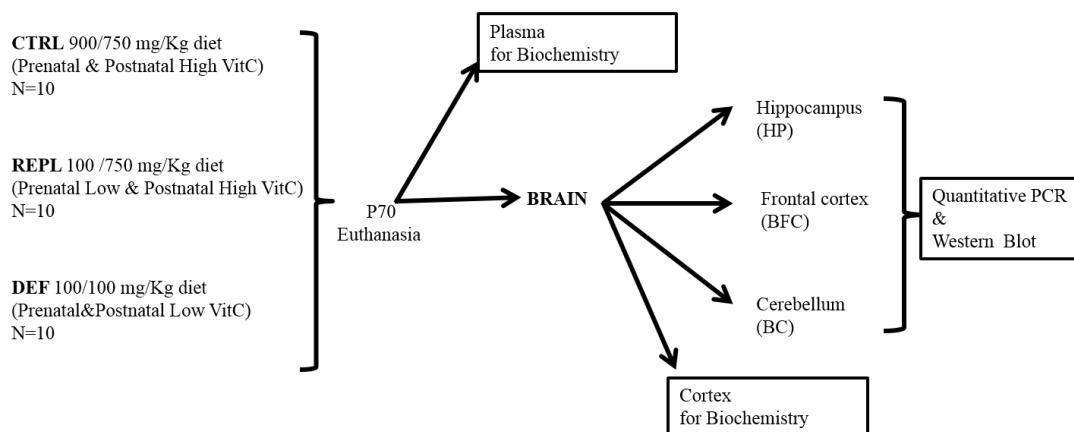 CTRL 900/750 mg/Kg diet
(Prenatal & Postnatal High VitC)
N=10
REPL 100 /750 mg/Kg diet
(Prenatal Low & Postnatal High VitC)
N=10
DEF 100/100 mg/Kg diet
(Prenatal&Postnatal Low VitC)
N=10
P70
Euthanasia
Plasma
for Biochemistry
BRAIN
Hippocampus
(HP)
Frontal cortex
(BFC)
Cerebellum
(BC)
Cortex
for Biochemistry
Quantitative PCR
&
Western Blot